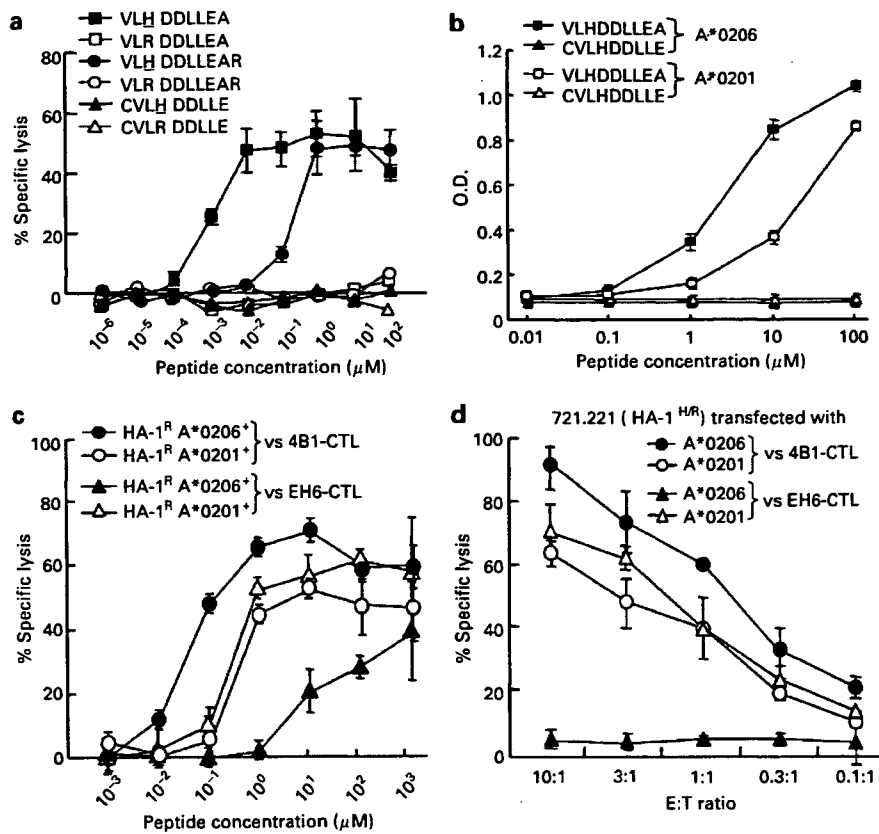 a
VLH DDLLEA
VLR DDLLEA
VLH DDLLEAR
VLR DDLLEAR
CVLH DDLLE
CVLR DDLLE
% Specific lysis
80
60
40
20
0
10⁻⁶ 10⁻⁵ 10⁻⁴ 10⁻³ 10⁻² 10⁻¹ 10⁰ 10¹ 10²
Peptide concentration (μM)
b
VLHDDLLEA
CVLHDDLLE
A*0206
VLHDDLLEA
CVLHDDLLE
A*0201
O.D.
1.2
1.0
0.8
0.6
0.4
0.2
0
0.01 0.1 1 10 100
Peptide concentration (μM)
c
HA-1ᴿ A*0206⁺
HA-1ᴿ A*0201⁺
vs 4B1-CTL
HA-1ᴿ A*0206⁺
HA-1ᴿ A*0201⁺
vs EH6-CTL
% Specific lysis
100
80
60
40
20
0
10⁻³ 10⁻² 10⁻¹ 10⁰ 10¹ 10² 10³
Peptide concentration (μM)
d
721.221 ( HA-1 ᴴ/ᴿ) transfected with
A*0206
A*0201
vs 4B1-CTL
A*0206
A*0201
vs EH6-CTL
% Specific lysis
100
80
60
40
20
0
10:1 3:1 1:1 0.3:1 0.1:1
E:T ratio